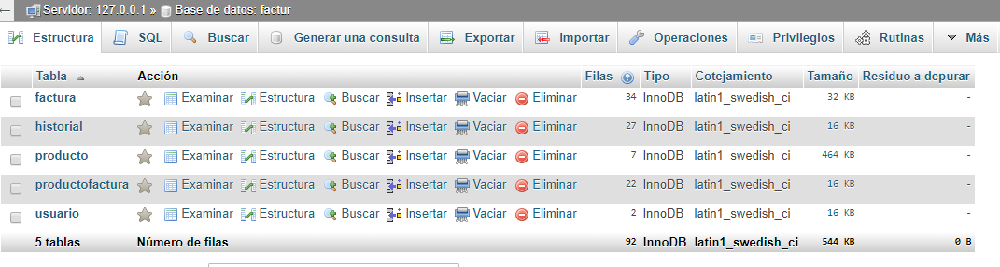 Servidor: 127.0.0.1 » Base de datos: factur
Estructura SQL Buscar Generar una consulta Exportar Importar Operaciones Privilegios Rutinas Más
Tabla Acción Filas Tipo Cotejamiento Tamaño Residuo a depurar
factura Examinar Estructura Buscar Insertar Vaciar Eliminar 34 InnoDB latin1_swedish_ci 32 KB -
historial Examinar Estructura Buscar Insertar Vaciar Eliminar 27 InnoDB latin1_swedish_ci 16 KB -
producto Examinar Estructura Buscar Insertar Vaciar Eliminar 7 InnoDB latin1_swedish_ci 464 KB -
productofactura Examinar Estructura Buscar Insertar Vaciar Eliminar 22 InnoDB latin1_swedish_ci 16 KB -
usuario Examinar Estructura Buscar Insertar Vaciar Eliminar 2 InnoDB latin1_swedish_ci 16 KB -
5 tablas Número de filas 92 InnoDB latin1_swedish_ci 544 KB 0 B